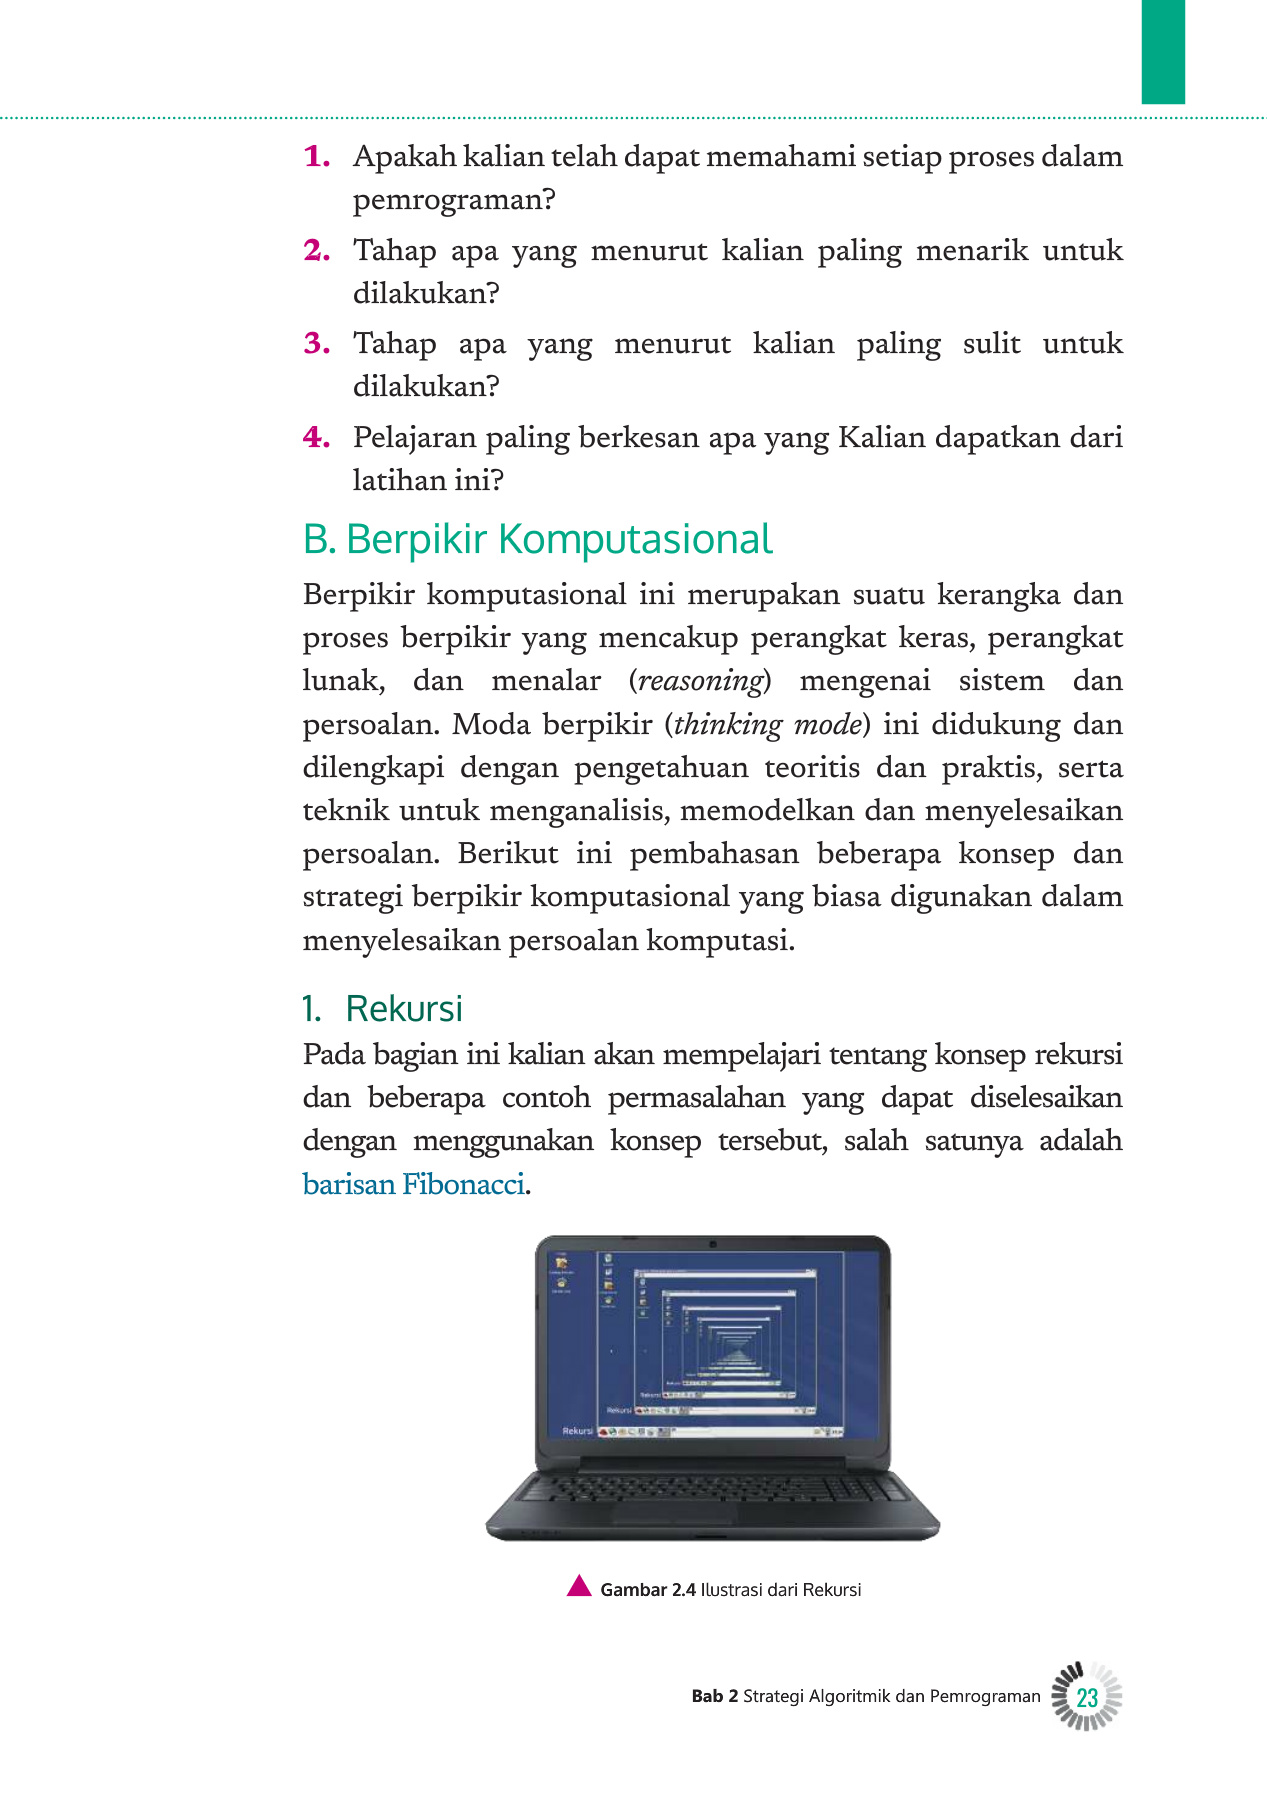 1. Apakah kalian telah dapat memahami setiap proses dalam
pemrograman?
2. Tahap apa yang menurut kalian paling menarik untuk
dilakukan?
3. Tahap apa yang menurut kalian paling sulit untuk
dilakukan?
4. Pelajaran paling berkesan apa yang Kalian dapatkan dari
latihan ini?
B. Berpikir Komputasional
Berpikir komputasional ini merupakan suatu kerangka dan
proses berpikir yang mencakup perangkat keras, perangkat
lunak, dan menalar (reasoning) mengenai sistem dan
persoalan. Moda berpikir (thinking mode) ini didukung dan
dilengkapi dengan pengetahuan teoritis dan praktis, serta
teknik untuk menganalisis, memodelkan dan menyelesaikan
persoalan. Berikut ini pembahasan beberapa konsep dan
strategi berpikir komputasional yang biasa digunakan dalam
menyelesaikan persoalan komputasi.
1. Rekursi
Pada bagian ini kalian akan mempelajari tentang konsep rekursi
dan beberapa contoh permasalahan yang dapat diselesaikan
dengan menggunakan konsep tersebut, salah satunya adalah
barisan Fibonacci.
Rekursi
Rekursi
Rekursi
Gambar 2.4 Ilustrasi dari Rekursi
Bab 2 Strategi Algoritmik dan Pemrograman 23